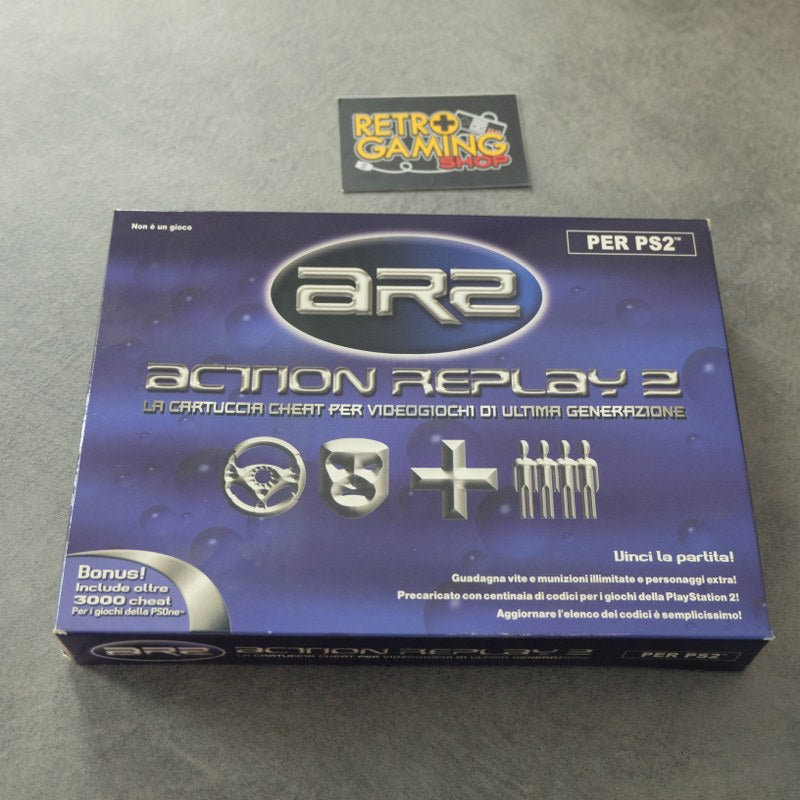 RETRO
GAMING
SHOP
Non è un gioco
PER PS2™
AR2
ACTION REPLAY 2
LA CARTUCCIA CHEAT PER VIDEOGIOCHI DI ULTIMA GENERAZIONE
Vinci la partita!
Guadagna vite e munizioni illimitate e personaggi extra!
Precaricato con centinaia di codici per i giochi della PlayStation 2!
Aggiornare l'elenco dei codici è semplicissimo!
Bonus!
Include oltre
3000 cheat
Per i giochi della PSOne™
AR2 ACTION REPLAY 2 PER PS2™
LA CARTUCCIA CHEAT PER VIDEOGIOCHI DI ULTIMA GENERAZIONE